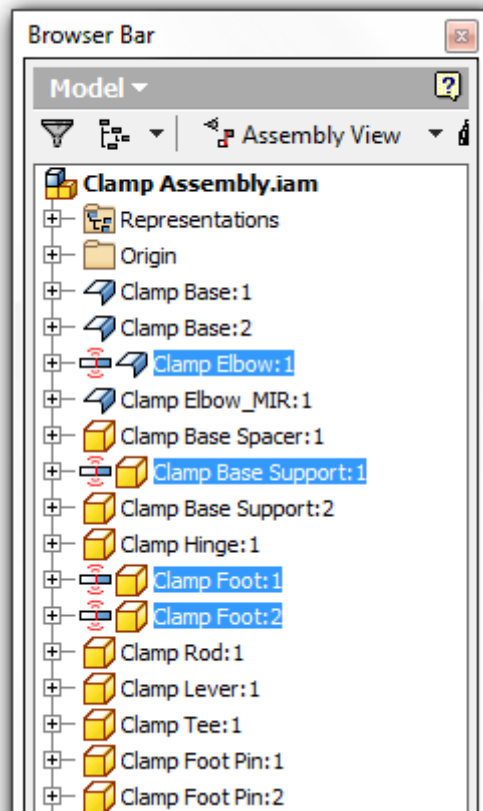 Browser Bar
Model
Assembly View
Clamp Assembly.iam
Representations
Origin
Clamp Base:1
Clamp Base:2
Clamp Elbow:1
Clamp Elbow_MIR:1
Clamp Base Spacer:1
Clamp Base Support:1
Clamp Base Support:2
Clamp Hinge:1
Clamp Foot:1
Clamp Foot:2
Clamp Rod:1
Clamp Lever:1
Clamp Tee:1
Clamp Foot Pin:1
Clamp Foot Pin:2